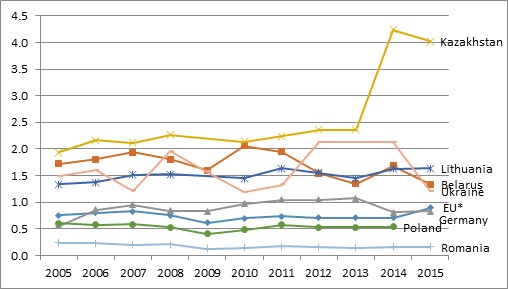 4.5
4.0
Kazakhstan
3.5
3.0
2.5
2.0
1.5
Lithuania
Belarus
Ukraine
1.0
EU*
Germany
0.5
Poland
Romania
0.0
2005 2006 2007 2008 2009 2010 2011 2012 2013 2014 2015